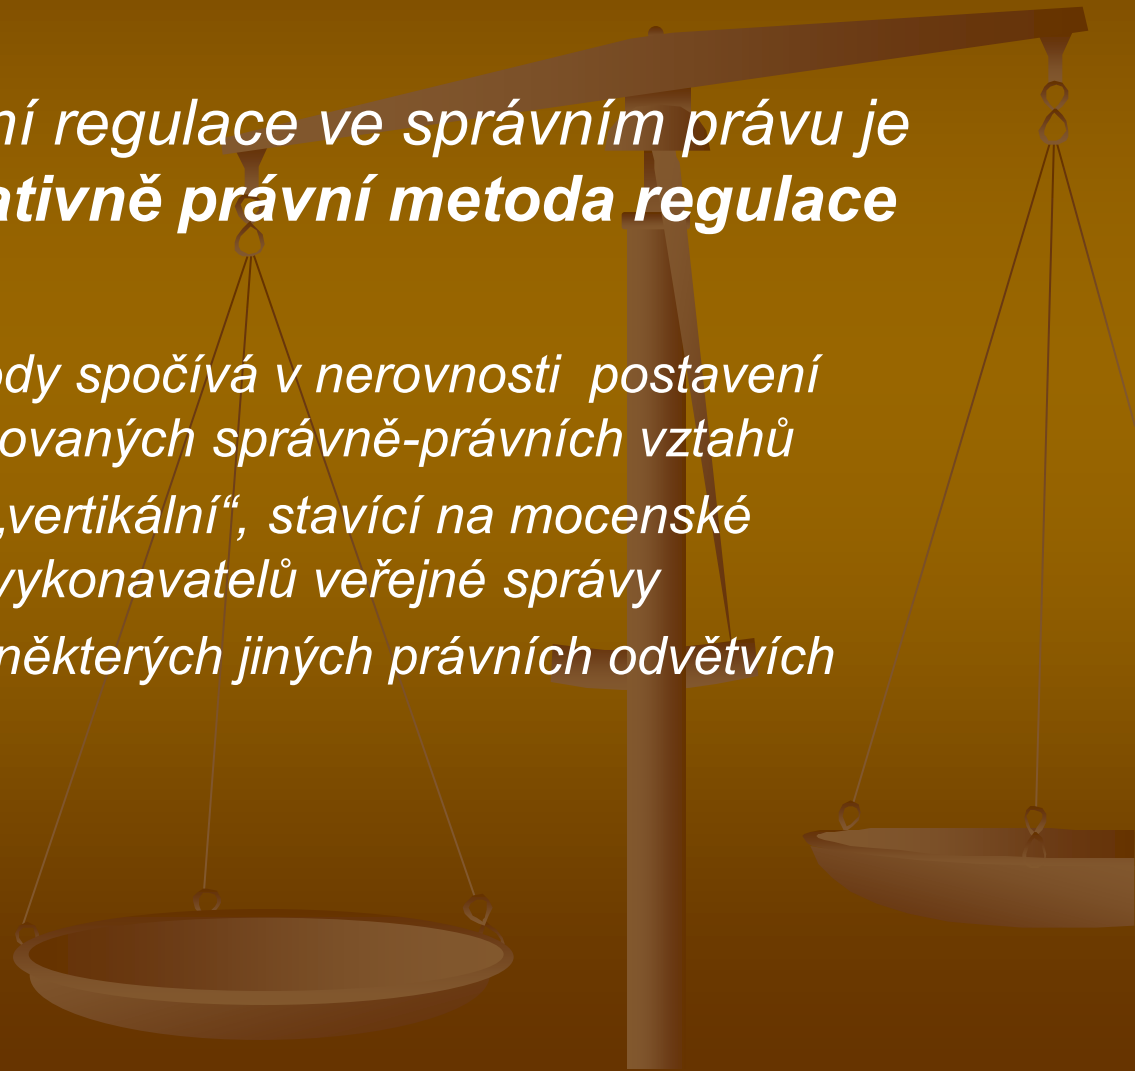 ní regulace ve správním právu je
ativně právní metoda regulace
ody spočívá v nerovnosti postavení
ovaných správně-právních vztahů
„vertikální“, stavící na mocenské
vykonavatelů veřejné správy
některých jiných právních odvětvích